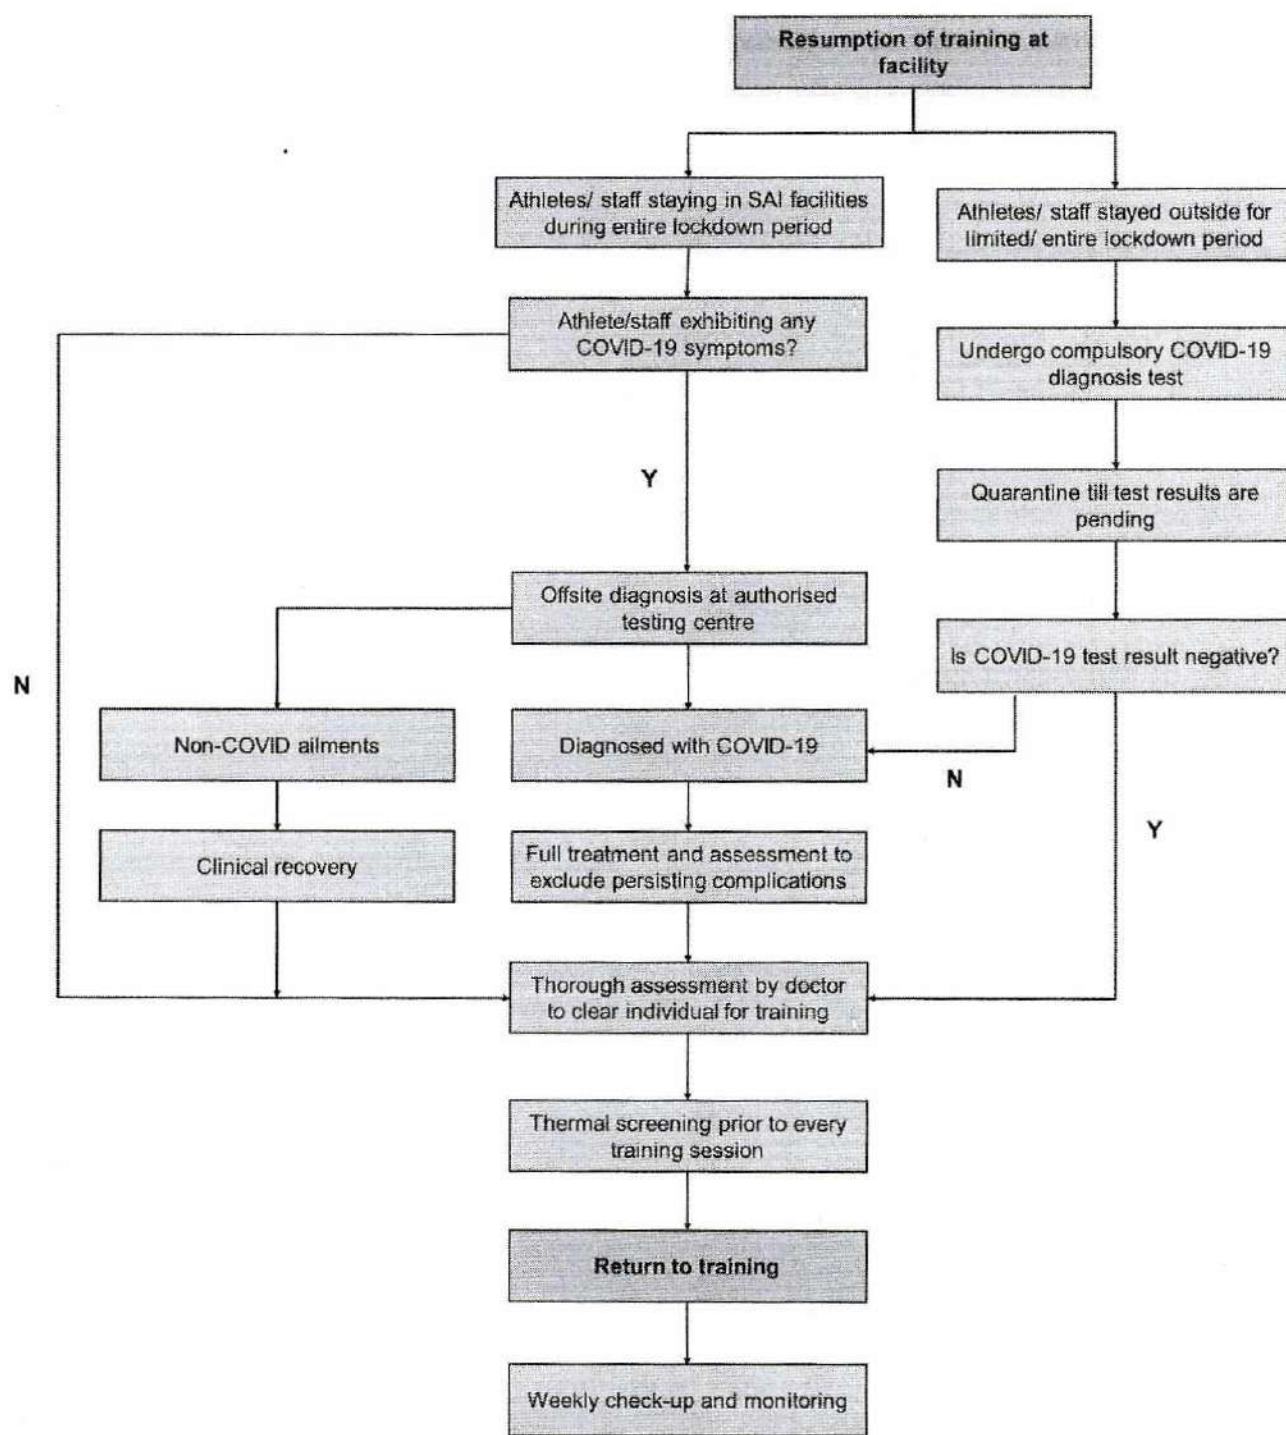 Resumption of training at
facility
Athletes/ staff staying in SAI facilities
during entire lockdown period
Athletes/ staff stayed outside for
limited/ entire lockdown period
Athlete/staff exhibiting any
COVID-19 symptoms?
Undergo compulsory COVID-19
diagnosis test
Y
Quarantine till test results are
pending
Offsite diagnosis at authorised
testing centre
Is COVID-19 test result negative?
N
Non-COVID ailments
Diagnosed with COVID-19
N
Y
Clinical recovery
Full treatment and assessment to
exclude persisting complications
Thorough assessment by doctor
to clear individual for training
Thermal screening prior to every
training session
Return to training
Weekly check-up and monitoring